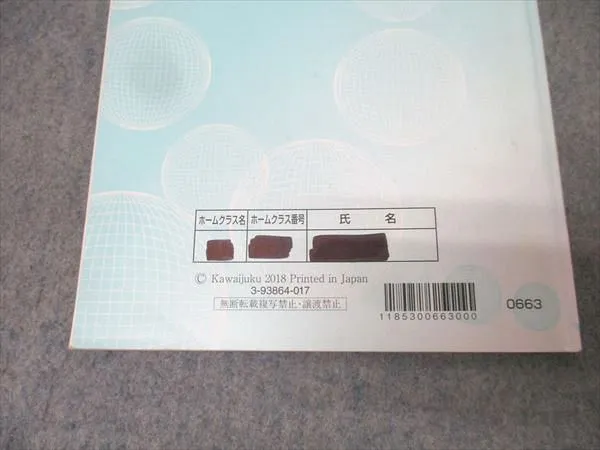 ホームクラス名 ホームクラス番号 氏 名
© Kawaijuku 2018 Printed in Japan
3-93864-017
無断転載複写禁止・譲渡禁止
1185300663000
0663